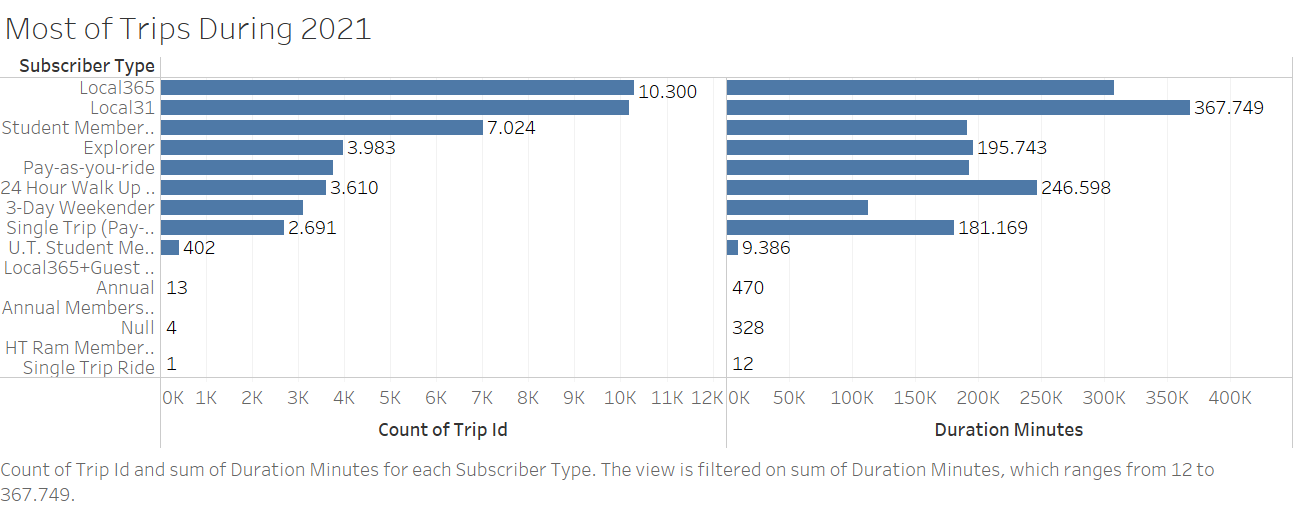 Most of Trips During 2021
Subscriber Type
Local365 10.300
Local31 367.749
Student Member.. 7.024
Explorer 3.983 195.743
Pay-as-you-ride
24 Hour Walk Up .. 3.610 246.598
3-Day Weekender
Single Trip (Pay-.. 2.691 181.169
U.T. Student Me.. 402 9.386
Local365+Guest ..
Annual 13 470
Annual Members..
Null 4 328
HT Ram Member..
Single Trip Ride 1 12
0K 1K 2K 3K 4K 5K 6K 7K 8K 9K 10K 11K 12K 0K 50K 100K 150K 200K 250K 300K 350K 400K
Count of Trip Id Duration Minutes
Count of Trip Id and sum of Duration Minutes for each Subscriber Type. The view is filtered on sum of Duration Minutes, which ranges from 12 to
367.749.